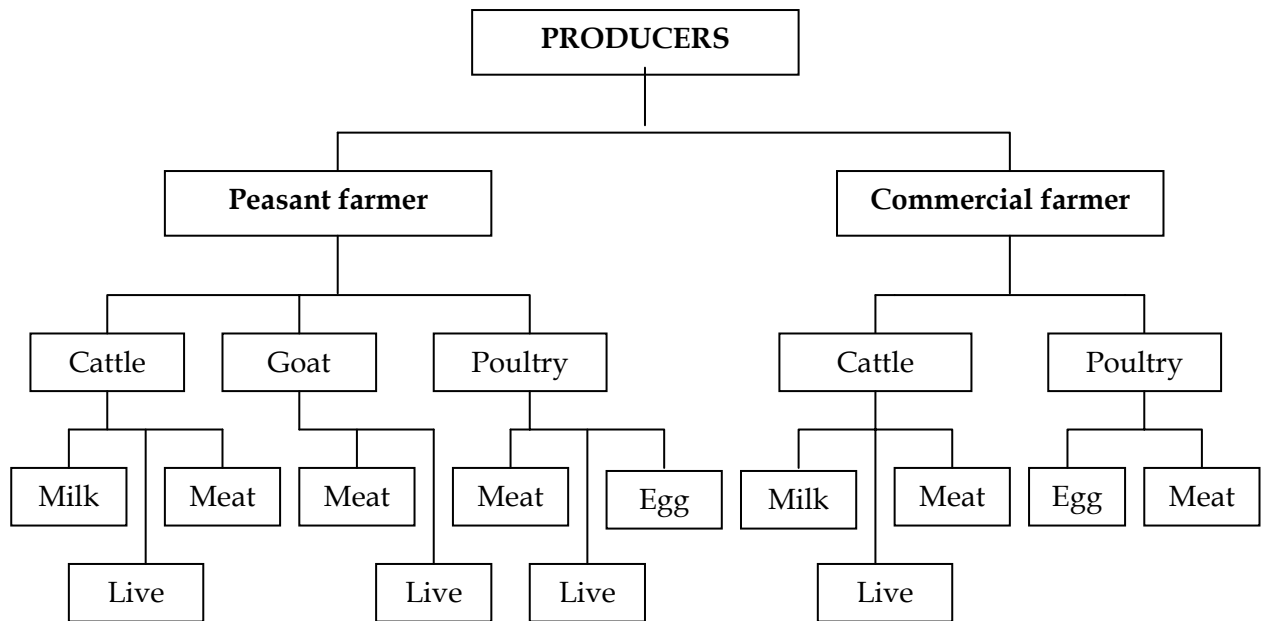 PRODUCERS
Peasant farmer
Commercial farmer
Cattle
Goat
Poultry
Cattle
Poultry
Milk
Meat
Meat
Meat
Egg
Milk
Meat
Egg
Meat
Live
Live
Live
Live